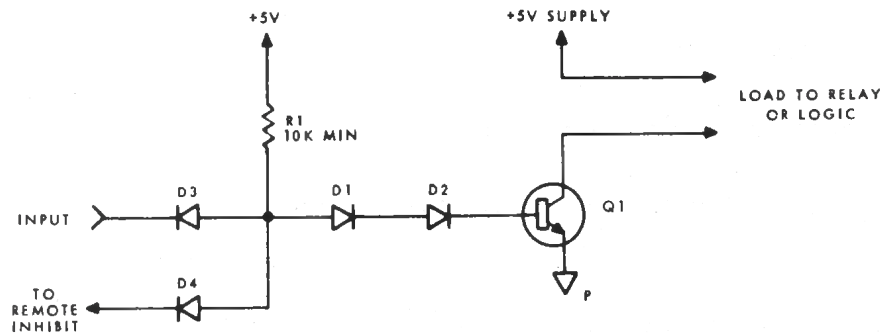 +5V
+5V SUPPLY
LOAD TO RELAY
OR LOGIC
R1
10K MIN
D3
D1
D2
INPUT
Q1
D4
TO
REMOTE
INHIBIT
P